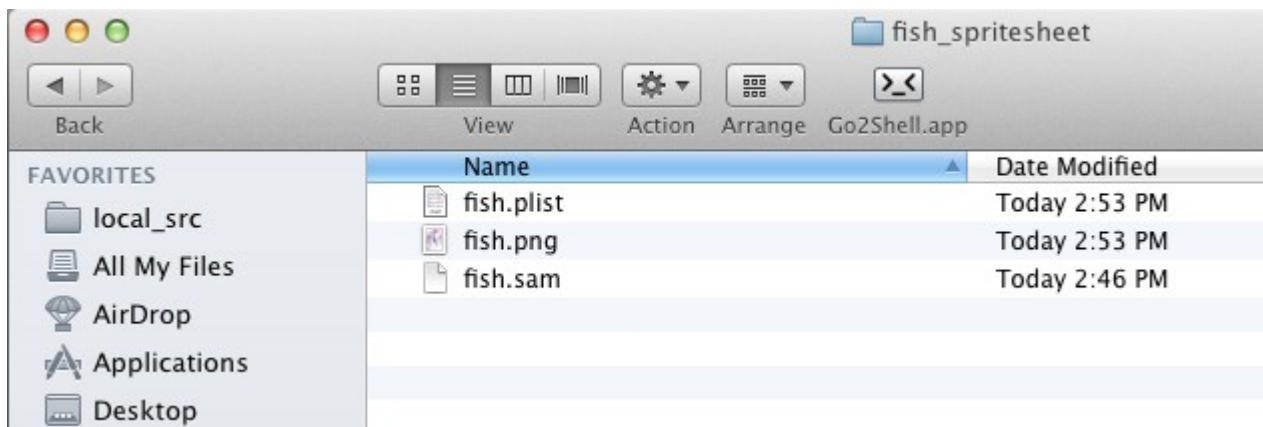 fish_spritesheet
Back View Action Arrange Go2Shell.app
FAVORITES
local_src
All My Files
AirDrop
Applications
Desktop
Name Date Modified
fish.plist Today 2:53 PM
fish.png Today 2:53 PM
fish.sam Today 2:46 PM